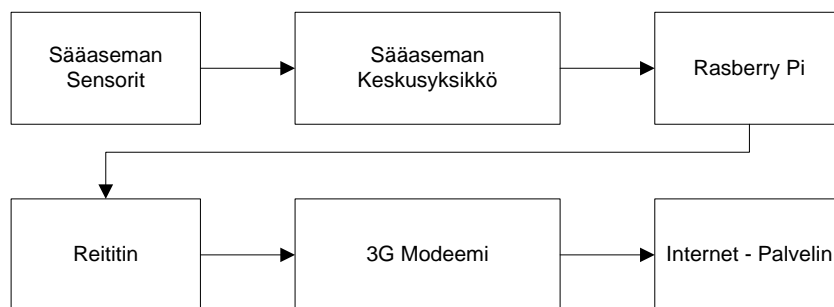 Sääaseman
Sensorit
Sääaseman
Keskusyksikkö
Rasberry Pi
Reititin
3G Modeemi
Internet - Palvelin